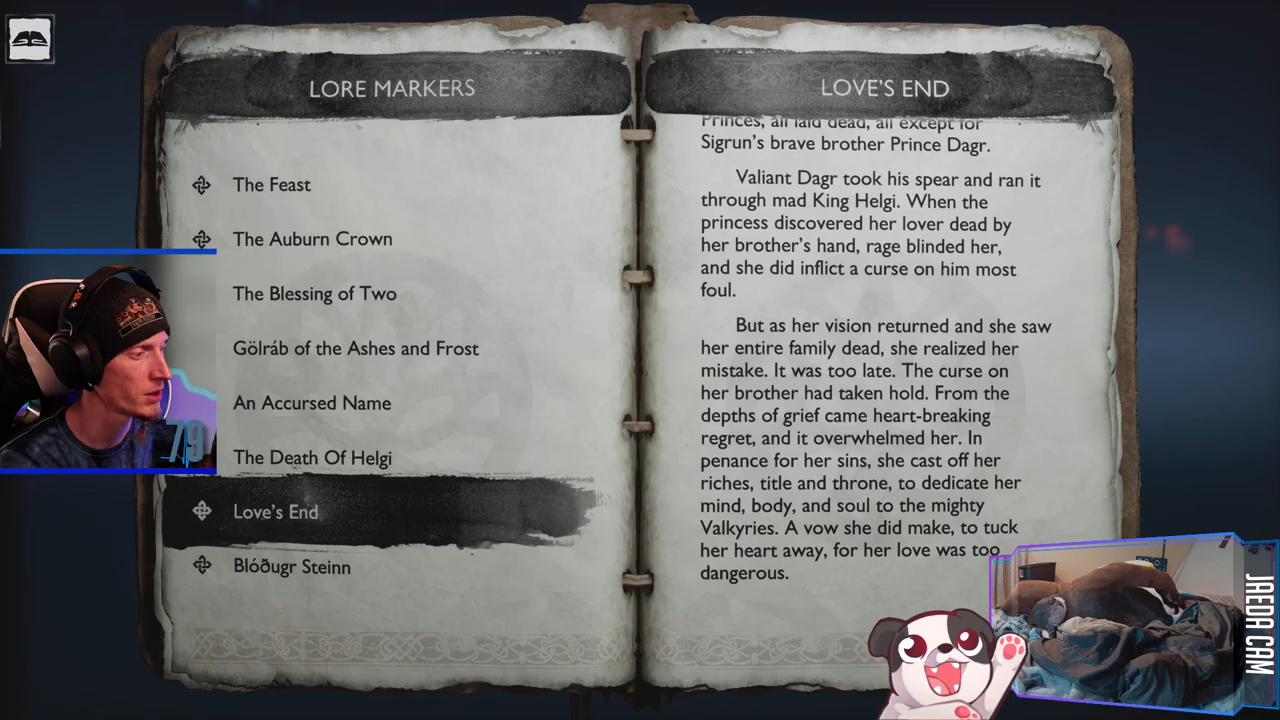 LORE MARKERS
The Feast
The Auburn Crown
The Blessing of Two
Gölráb of the Ashes and Frost
An Accursed Name
The Death Of Helgi
Love's End
Blóðugr Steinn
LOVE'S END
Princes, all laid dead, all except for
Sigrun's brave brother Prince Dagr.
Valiant Dagr took his spear and ran it
through mad King Helgi. When the
princess discovered her lover dead by
her brother's hand, rage blinded her,
and she did inflict a curse on him most
foul.
But as her vision returned and she saw
her entire family dead, she realized her
mistake. It was too late. The curse on
her brother had taken hold. From the
depths of grief came heart-breaking
regret, and it overwhelmed her. In
penance for her sins, she cast off her
riches, title and throne, to dedicate her
mind, body, and soul to the mighty
Valkyries. A vow she did make, to tuck
her heart away, for her love was too
dangerous.
79
JAEDA CAM